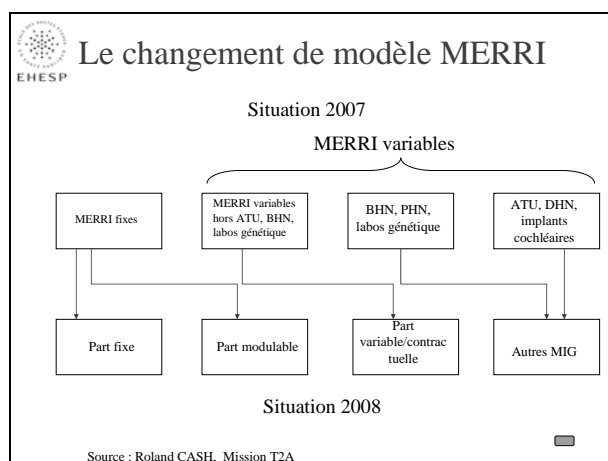 EHESP
Le changement de modèle MERRI
Situation 2007
MERRI variables
MERRI fixes
MERRI variables
hors ATU, BHN,
labos génétique
BHN, PHN,
labos génétique
ATU, DHN,
implants
cochléaires
Part fixe
Part modulable
Part
variable/contrac
tuelle
Autres MIG
Situation 2008
Source : Roland CASH, Mission T2A